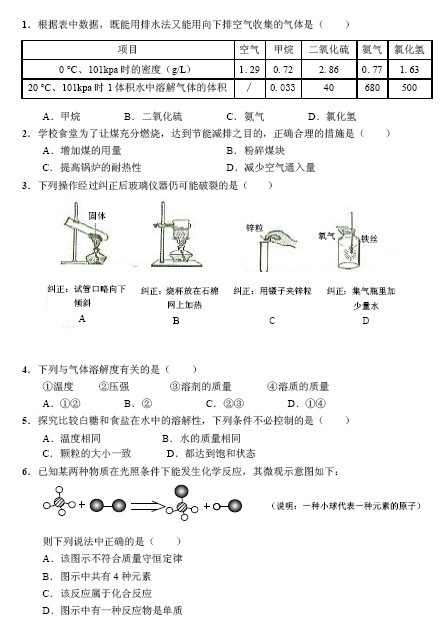 1．根据表中数据，既能用排水法又能用向下排空气收集的气体是（　　）
项目 空气 甲烷 二氧化硫 氨气 氯化氢
0 ℃、101kpa 时的密度（g/L） 1.29 0.72 2.86 0.77 1.63
20 ℃、101kpa 时 1 体积水中溶解气体的体积 / 0.033 40 680 500
A．甲烷 B．二氧化硫 C．氨气 D．氯化氢
2．学校食堂为了让煤充分燃烧，达到节能减排之目的，正确合理的措施是（　　）
A．增加煤的用量 B．粉碎煤块
C．提高锅炉的耐热性 D．减少空气通入量
3．下列操作经过纠正后玻璃仪器仍可能破裂的是（　　）
固体 锌粒 氧气 铁丝
纠正：试管口略向下 纠正：烧杯放在石棉 纠正：用镊子夹锌粒 纠正：集气瓶里加
倾斜 网上加热 少量水
A B C D
4．下列与气体溶解度有关的是（　　）
①温度 ②压强 ③溶剂的质量 ④溶质的质量
A．①② B．② C．②③ D．①④
5．探究比较白糖和食盐在水中的溶解性，下列条件不必控制的是（　　）
A．温度相同 B．水的质量相同
C．颗粒的大小一致 D．都达到饱和状态
6．已知某两种物质在光照条件下能发生化学反应，其微观示意图如下：
+ + （说明：一种小球代表一种元素的原子）
则下列说法中正确的是（　　）
A．该图示不符合质量守恒定律
B．图示中共有 4 种元素
C．该反应属于化合反应
D．图示中有一种反应物是单质